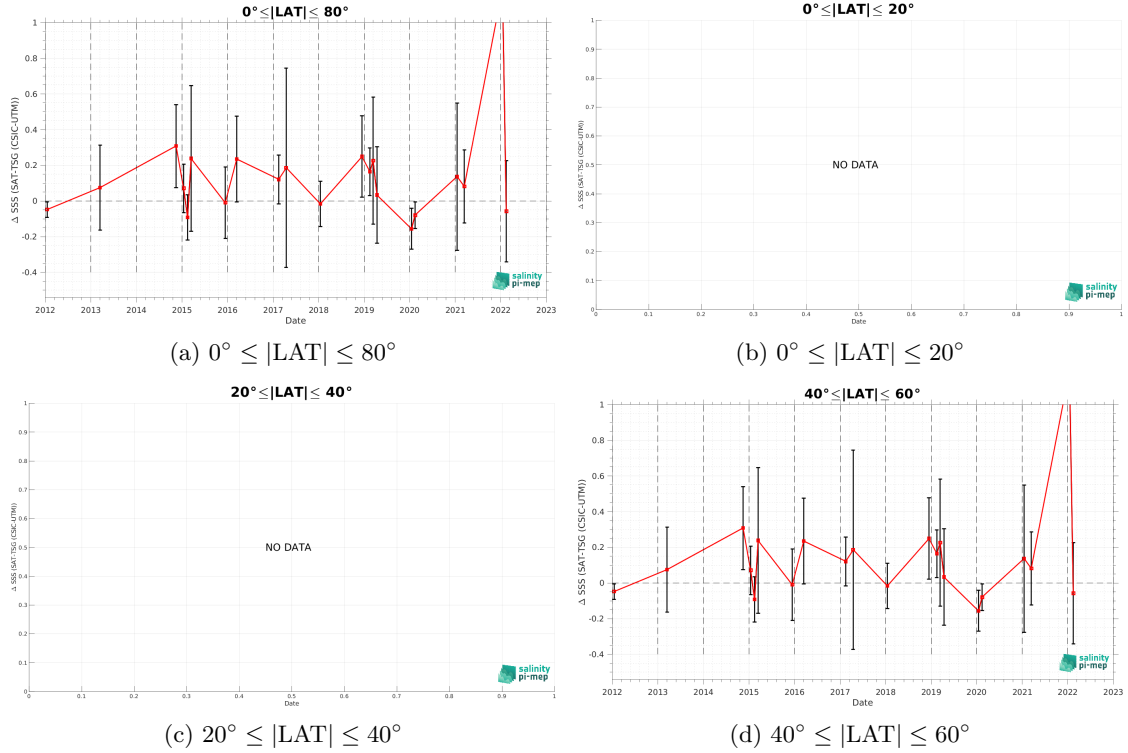 0°≤|LAT|≤ 80°
Δ SSS (SAT-TSG (CSIC-UTM))
1
0.8
0.6
0.4
0.2
0
-0.2
-0.4
2012 2013 2014 2015 2016 2017 2018 2019 2020 2021 2022 2023
Date
salinity
pi-mep
(a) 0° ≤ |LAT| ≤ 80°
0°≤|LAT|≤ 20°
Δ SSS (SAT-TSG (CSIC-UTM))
1
0.9
0.8
0.7
0.6
0.5
0.4
0.3
0.2
0.1
0
NO DATA
0 0.1 0.2 0.3 0.4 0.5 0.6 0.7 0.8 0.9 1
Date
salinity
pi-mep
(b) 0° ≤ |LAT| ≤ 20°
20°≤|LAT|≤ 40°
Δ SSS (SAT-TSG (CSIC-UTM))
1
0.9
0.8
0.7
0.6
0.5
0.4
0.3
0.2
0.1
0
NO DATA
0 0.1 0.2 0.3 0.4 0.5 0.6 0.7 0.8 0.9 1
Date
salinity
pi-mep
(c) 20° ≤ |LAT| ≤ 40°
40°≤|LAT|≤ 60°
Δ SSS (SAT-TSG (CSIC-UTM))
1
0.8
0.6
0.4
0.2
0
-0.2
-0.4
2012 2013 2014 2015 2016 2017 2018 2019 2020 2021 2022 2023
Date
salinity
pi-mep
(d) 40° ≤ |LAT| ≤ 60°